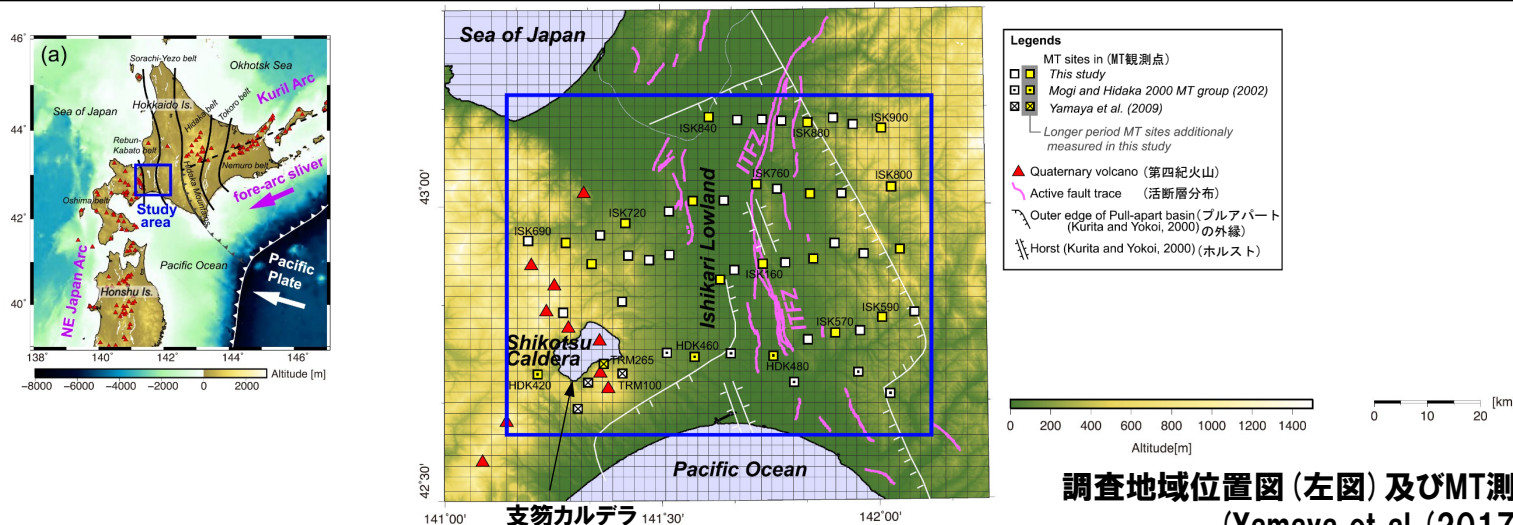 (a)
46°
44°
42°
40°
138°
140°
142°
144°
146°
Sorachi-Yezo belt
Okhotsk Sea
Kuril Arc
Sea of Japan
Hokkaido Is.
Hidaka belt
Tokoro belt
Rebun-
Kabato belt
Nemuro belt
Hidaka Mountains
fore-arc sliver
Oshima belt
Study
area
Pacific Ocean
Pacific
Plate
NE Japan Arc
Honshu Is.
−8000
−6000
−4000
−2000
0
2000
Altitude [m]
Sea of Japan
ISK840
ISK880
ISK900
ITFZ
ISK760
ISK800
43°00'
ISK720
ISK690
Ishikari Lowland
ISK160
ITFZ
ISK590
ISK570
Shikotsu
Caldera
HDK460
TRM265
HDK480
HDK420
TRM100
Pacific Ocean
42°30'
141°00'
141°30'
142°00'
支笏カルデラ
Legends
MT sites in (MT観測点)
This study
Mogi and Hidaka 2000 MT group (2002)
Yamaya et al. (2009)
Longer period MT sites additionaly
measured in this study
Quaternary volcano (第四紀火山)
Active fault trace (活断層分布)
Outer edge of Pull-apart basin (プルアパート
(Kurita and Yokoi, 2000) の外縁)
Horst (Kurita and Yokoi, 2000) (ホルスト)
0 200 400 600 800 1000 1200 1400
Altitude[m]
0 10 20 [km
調査地域位置図(左図)及びMT測
(Yamaya et al.(2017